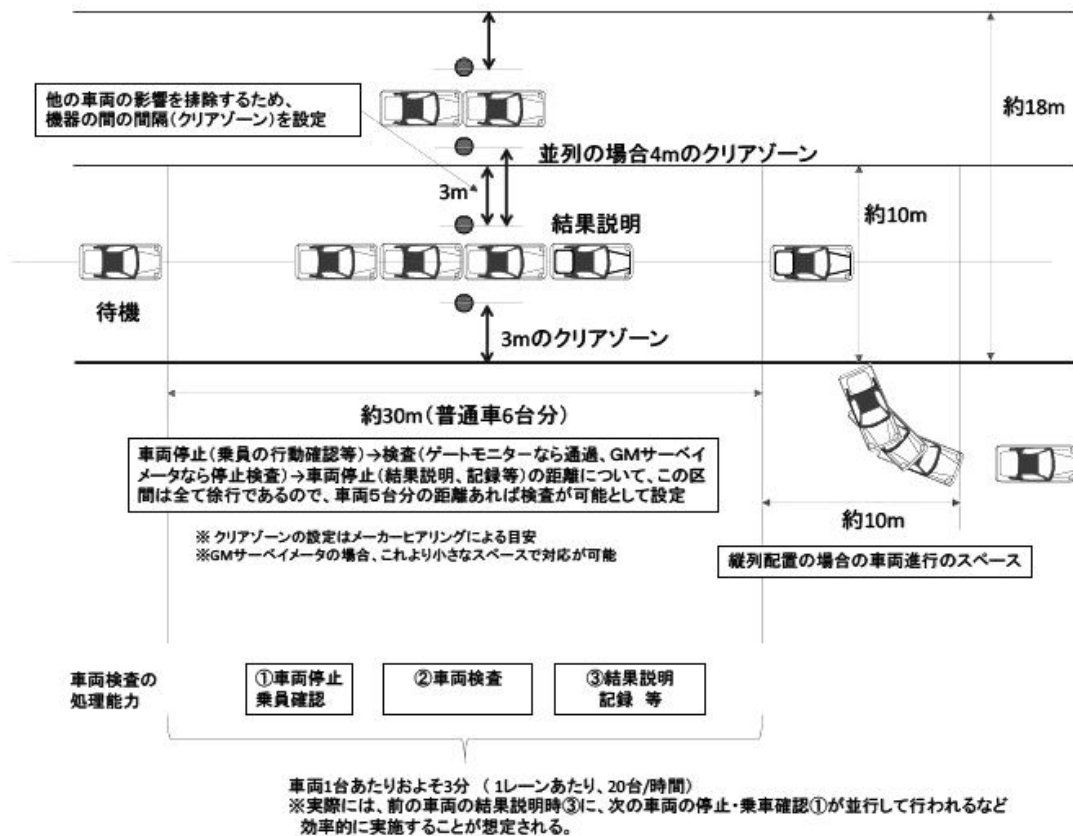 他の車両の影響を排除するため、
機器の間の間隔(クリアゾーン)を設定
約18m
並列の場合4mのクリアゾーン
3m
約10m
結果説明
待機
3mのクリアゾーン
約30m(普通車6台分)
車両停止(乗員の行動確認等)→検査(ゲートモニターなら通過、GMサーベイ
メータなら停止検査)→車両停止(結果説明、記録等)の距離について、この区
間は全て徐行であるので、車両5台分の距離あれば検査が可能として設定
※ クリアゾーンの設定はメーカーヒアリングによる目安
※GMサーベイメータの場合、これより小さなスペースで対応が可能
約10m
縦列配置の場合の車両進行のスペース
車両検査の
処理能力
①車両停止
乗員確認
②車両検査
③結果説明
記録 等
車両1台あたりおよそ3分 ( 1レーンあたり、20台/時間)
※実際には、前の車両の結果説明時③に、次の車両の停止・乗車確認①が並行して行われるなど
効率的に実施することが想定される。